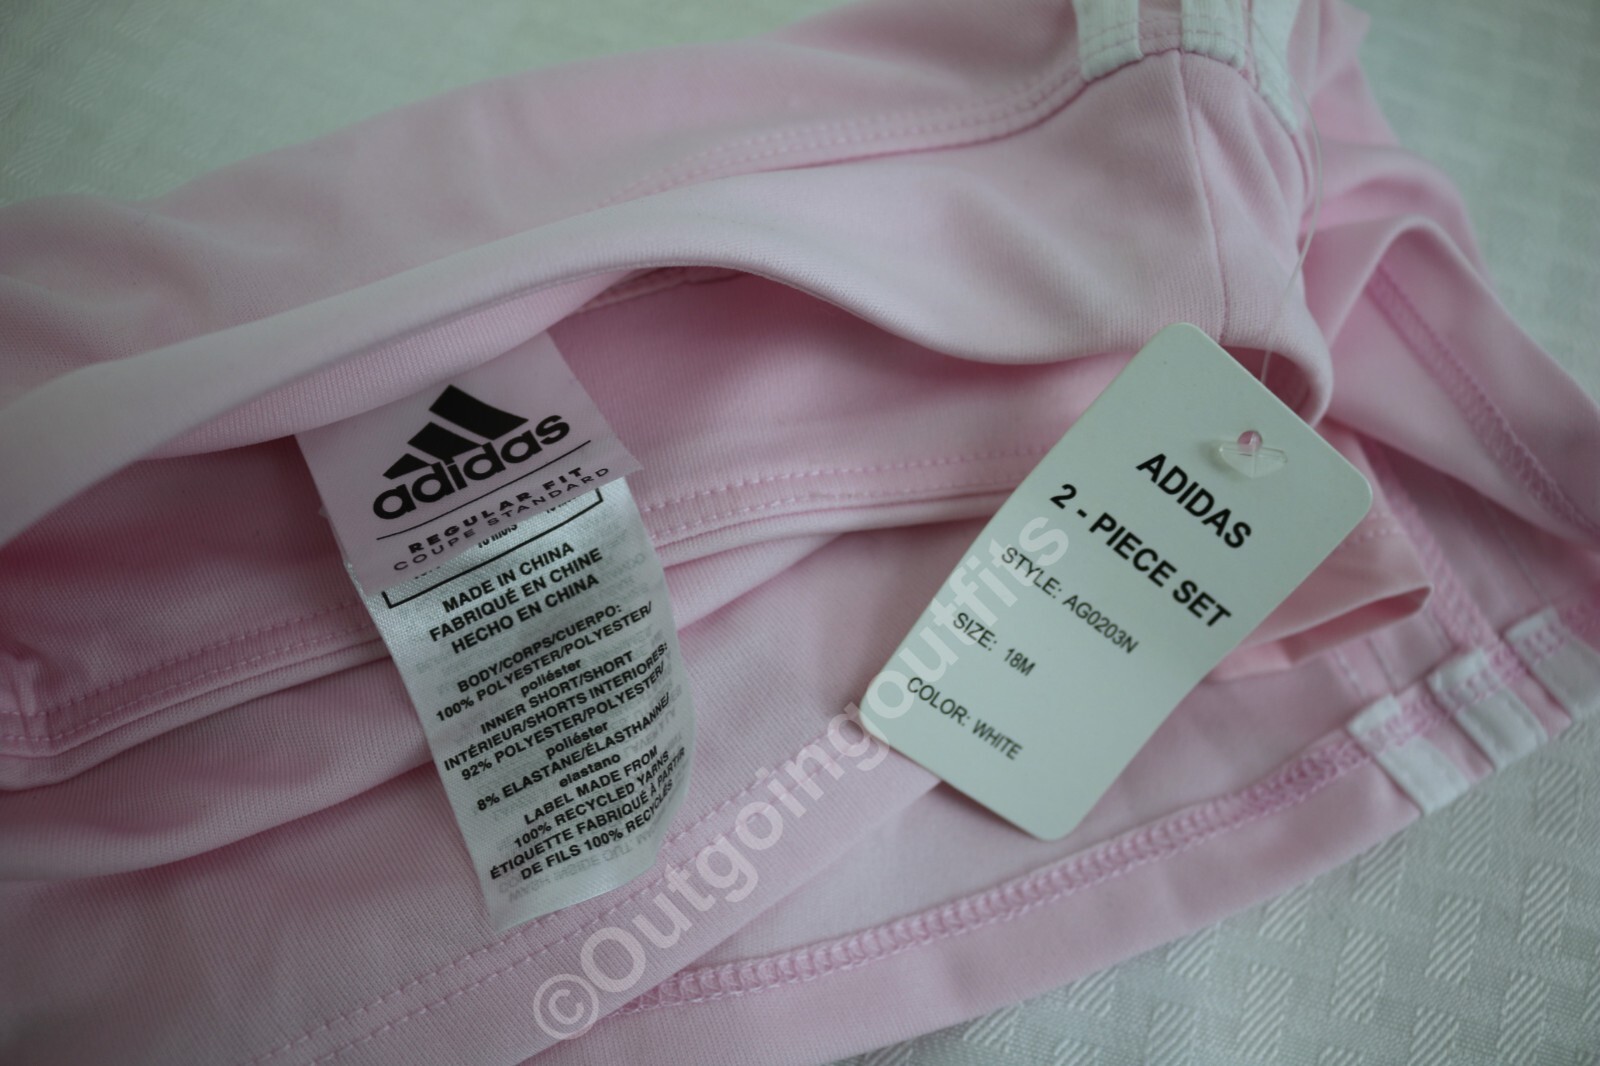 adidas
REGULAR FIT
COUPE STANDARD
MADE IN CHINA
FABRIQUÉ EN CHINE
HECHO EN CHINA
BODY/CORPS/CUERPO:
100% POLYESTER/POLYESTER/
poliéster
INNER SHORT/SHORT
INTÉRIEUR/SHORTS INTERIORES:
92% POLYESTER/POLYESTER/
poliéster
8% ELASTANE/ÉLASTHANNE/
elastano
LABEL MADE FROM
100% RECYCLED YARNS
ÉTIQUETTE FABRIQUÉ À PARTIR
DE FILS 100% RECYCLÉS
ADIDAS
2 - PIECE SET
STYLE: AG0203N
SIZE: 18M
COLOR: WHITE
©Outgoingoutfits